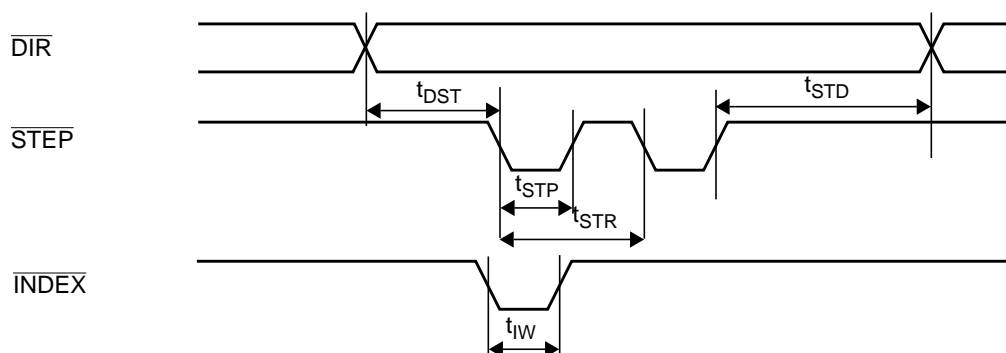 DIR
tDST
tSTD
STEP
tSTP
tSTR
INDEX
tIW